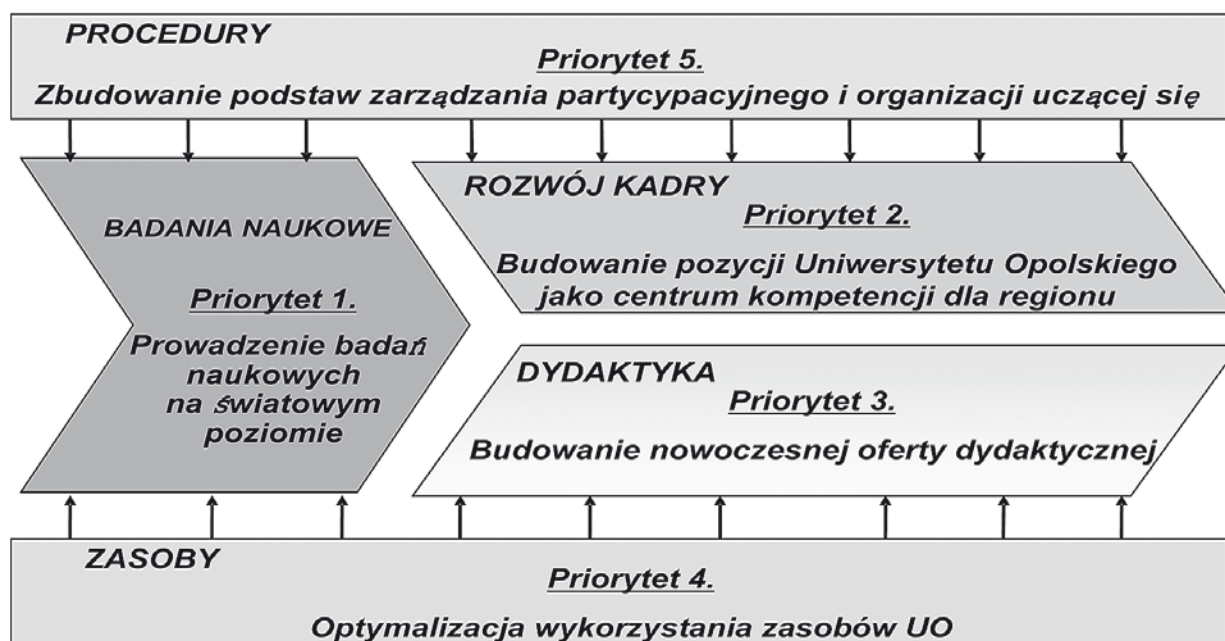 PROCEDURY
Priorytet 5.
Zbudowanie podstaw zarządzania partycypacyjnego i organizacji uczącej się
BADANIA NAUKOWE
Priorytet 1.
Prowadzenie badań
naukowych
na światowym
poziomie
ROZWÓJ KADRY
Priorytet 2.
Budowanie pozycji Uniwersytetu Opolskiego
jako centrum kompetencji dla regionu
DYDAKTYKA
Priorytet 3.
Budowanie nowoczesnej oferty dydaktycznej
ZASOBY
Priorytet 4.
Optymalizacja wykorzystania zasobów UO